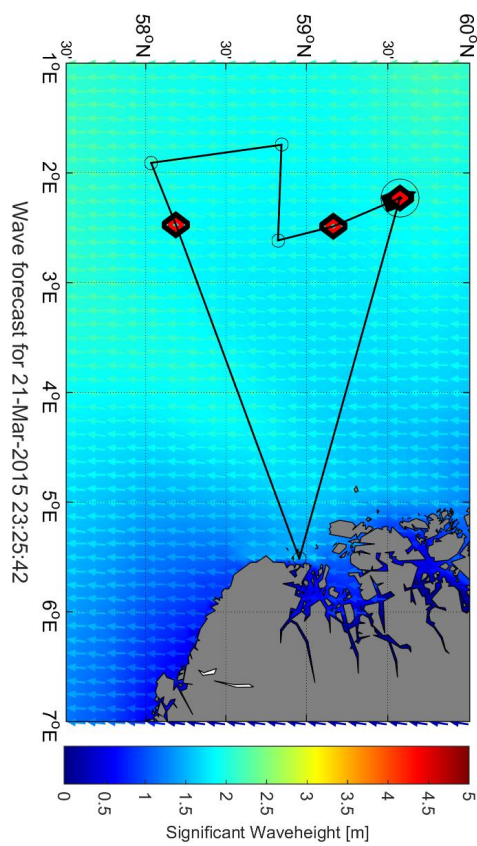 30'
58°N
30'
59°N
30'
60°N
1°E
2°E
3°E
4°E
5°E
6°E
7°E
Wave forecast for 21-Mar-2015 23:25:42
0
0.5
1
1.5
2
2.5
3
3.5
4
4.5
5
Significant Waveheight [m]